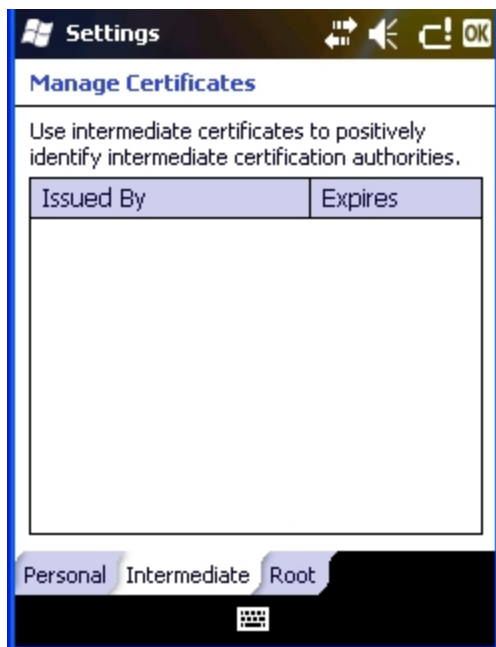 Settings
OK
Manage Certificates
Use intermediate certificates to positively
identify intermediate certification authorities.
Issued By Expires
Personal Intermediate Root